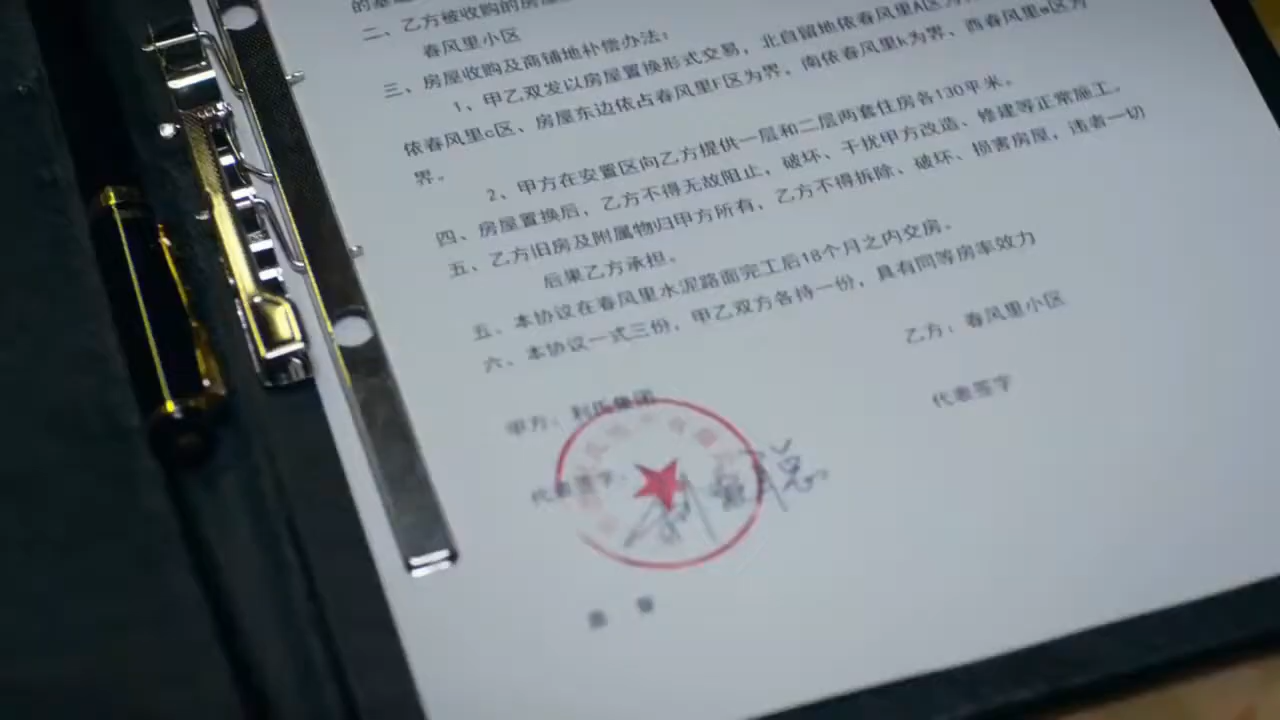 二、乙方被收购的房屋
春风里小区
三、房屋收购及商铺地补偿办法:
1、甲乙双发以房屋置换形式交易,北自留地依春风里A区为
依春风里c区、房屋东边依占春风里F区为界,南依春风里k为界、西春风里w区为
界。
2、甲方在安置区向乙方提供一层和二层两套住房各130平米。
四、房屋置换后,乙方不得无故阻止,破坏、干扰甲方改造、修建等正常施工。
五、乙方旧房及附属物归甲方所有,乙方不得拆除、破坏、损害房屋,违者一切
后果乙方承担。
五、本协议在春风里水泥路面完工后18个月之内交房。
六、本协议一式三份,甲乙双方各持一份,具有同等房率效力
甲方:利氏集团
乙方:春风里小区
代表签字:
代表签字